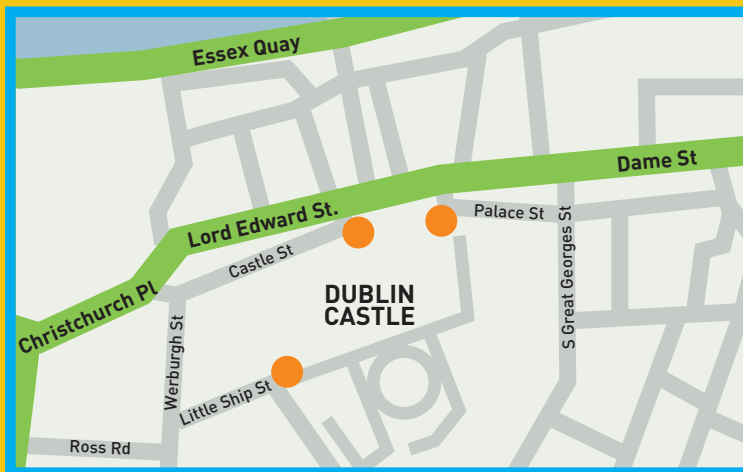 Essex Quay
Dame St
Lord Edward St.
Palace St
Castle St
S Great Georges St
DUBLIN
CASTLE
Christchurch Pl
Werburgh St
Little Ship St
Ross Rd